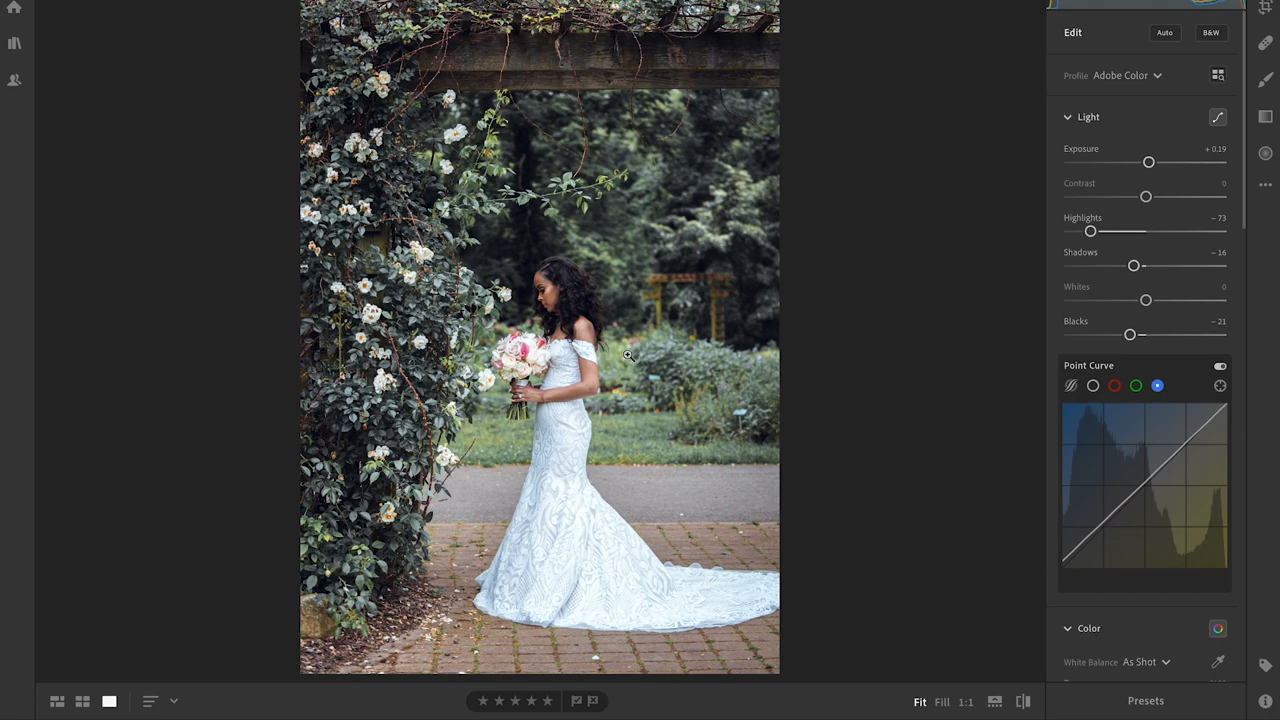 Edit Auto B&W
Profile Adobe Color
Light
Exposure + 0.19
Contrast 0
Highlights – 73
Shadows – 16
Whites 0
Blacks – 21
Point Curve
Color
White Balance As Shot
Fit Fill 1:1
Presets